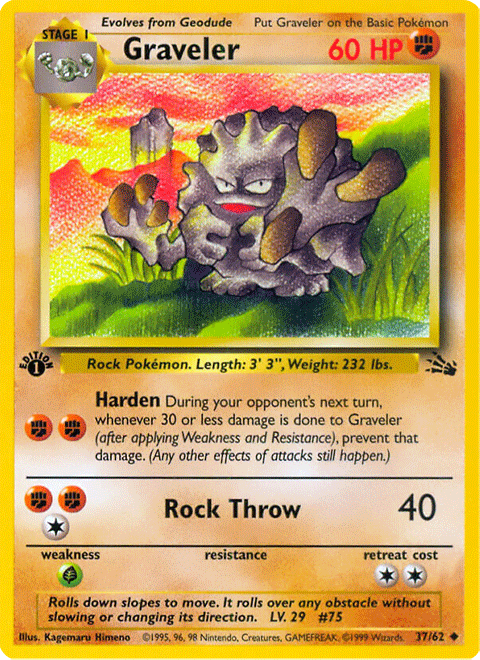 Evolves from Geodude Put Graveler on the Basic Pokémon
STAGE 1
Graveler 60 HP
EDITION
1
Rock Pokémon. Length: 3' 3", Weight: 232 lbs.
Harden During your opponent's next turn,
whenever 30 or less damage is done to Graveler
(after applying Weakness and Resistance), prevent that
damage. (Any other effects of attacks still happen.)
Rock Throw 40
weakness resistance retreat cost
Rolls down slopes to move. It rolls over any obstacle without
slowing or changing its direction. LV. 29 #75
Illus. Kagemaru Himeno ©1995, 96, 98 Nintendo, Creatures, GAMEFREAK. ©1999 Wizards. 37/62